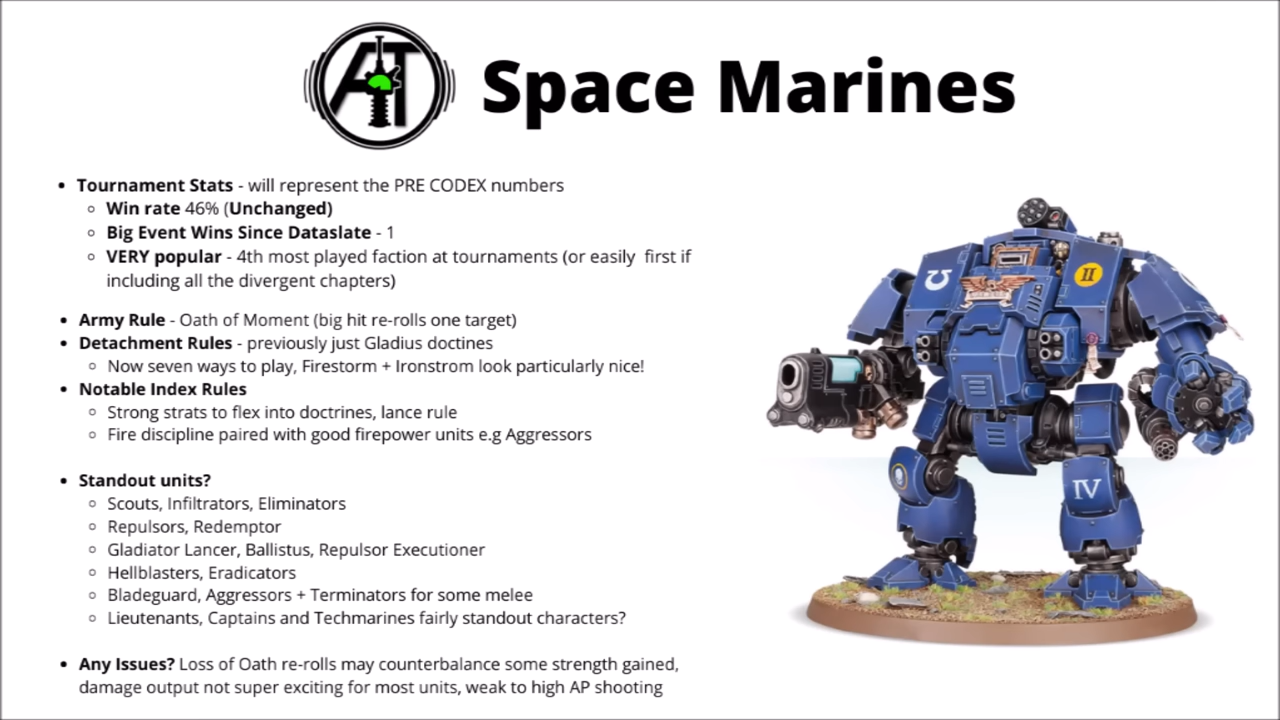 AT
Space Marines
• Tournament Stats - will represent the PRE CODEX numbers
○ Win rate 46% (Unchanged)
○ Big Event Wins Since Dataslate - 1
○ VERY popular - 4th most played faction at tournaments (or easily first if
including all the divergent chapters)
• Army Rule - Oath of Moment (big hit re-rolls one target)
• Detachment Rules - previously just Gladius doctines
○ Now seven ways to play, Firestorm + Ironstrom look particularly nice!
• Notable Index Rules
○ Strong strats to flex into doctrines, lance rule
○ Fire discipline paired with good firepower units e.g Aggressors
• Standout units?
○ Scouts, Infiltrators, Eliminators
○ Repulsors, Redemptor
○ Gladiator Lancer, Ballistus, Repulsor Executioner
○ Hellblasters, Eradicators
○ Bladeguard, Aggressors + Terminators for some melee
○ Lieutenants, Captains and Techmarines fairly standout characters?
• Any Issues? Loss of Oath re-rolls may counterbalance some strength gained,
damage output not super exciting for most units, weak to high AP shooting
II
IV